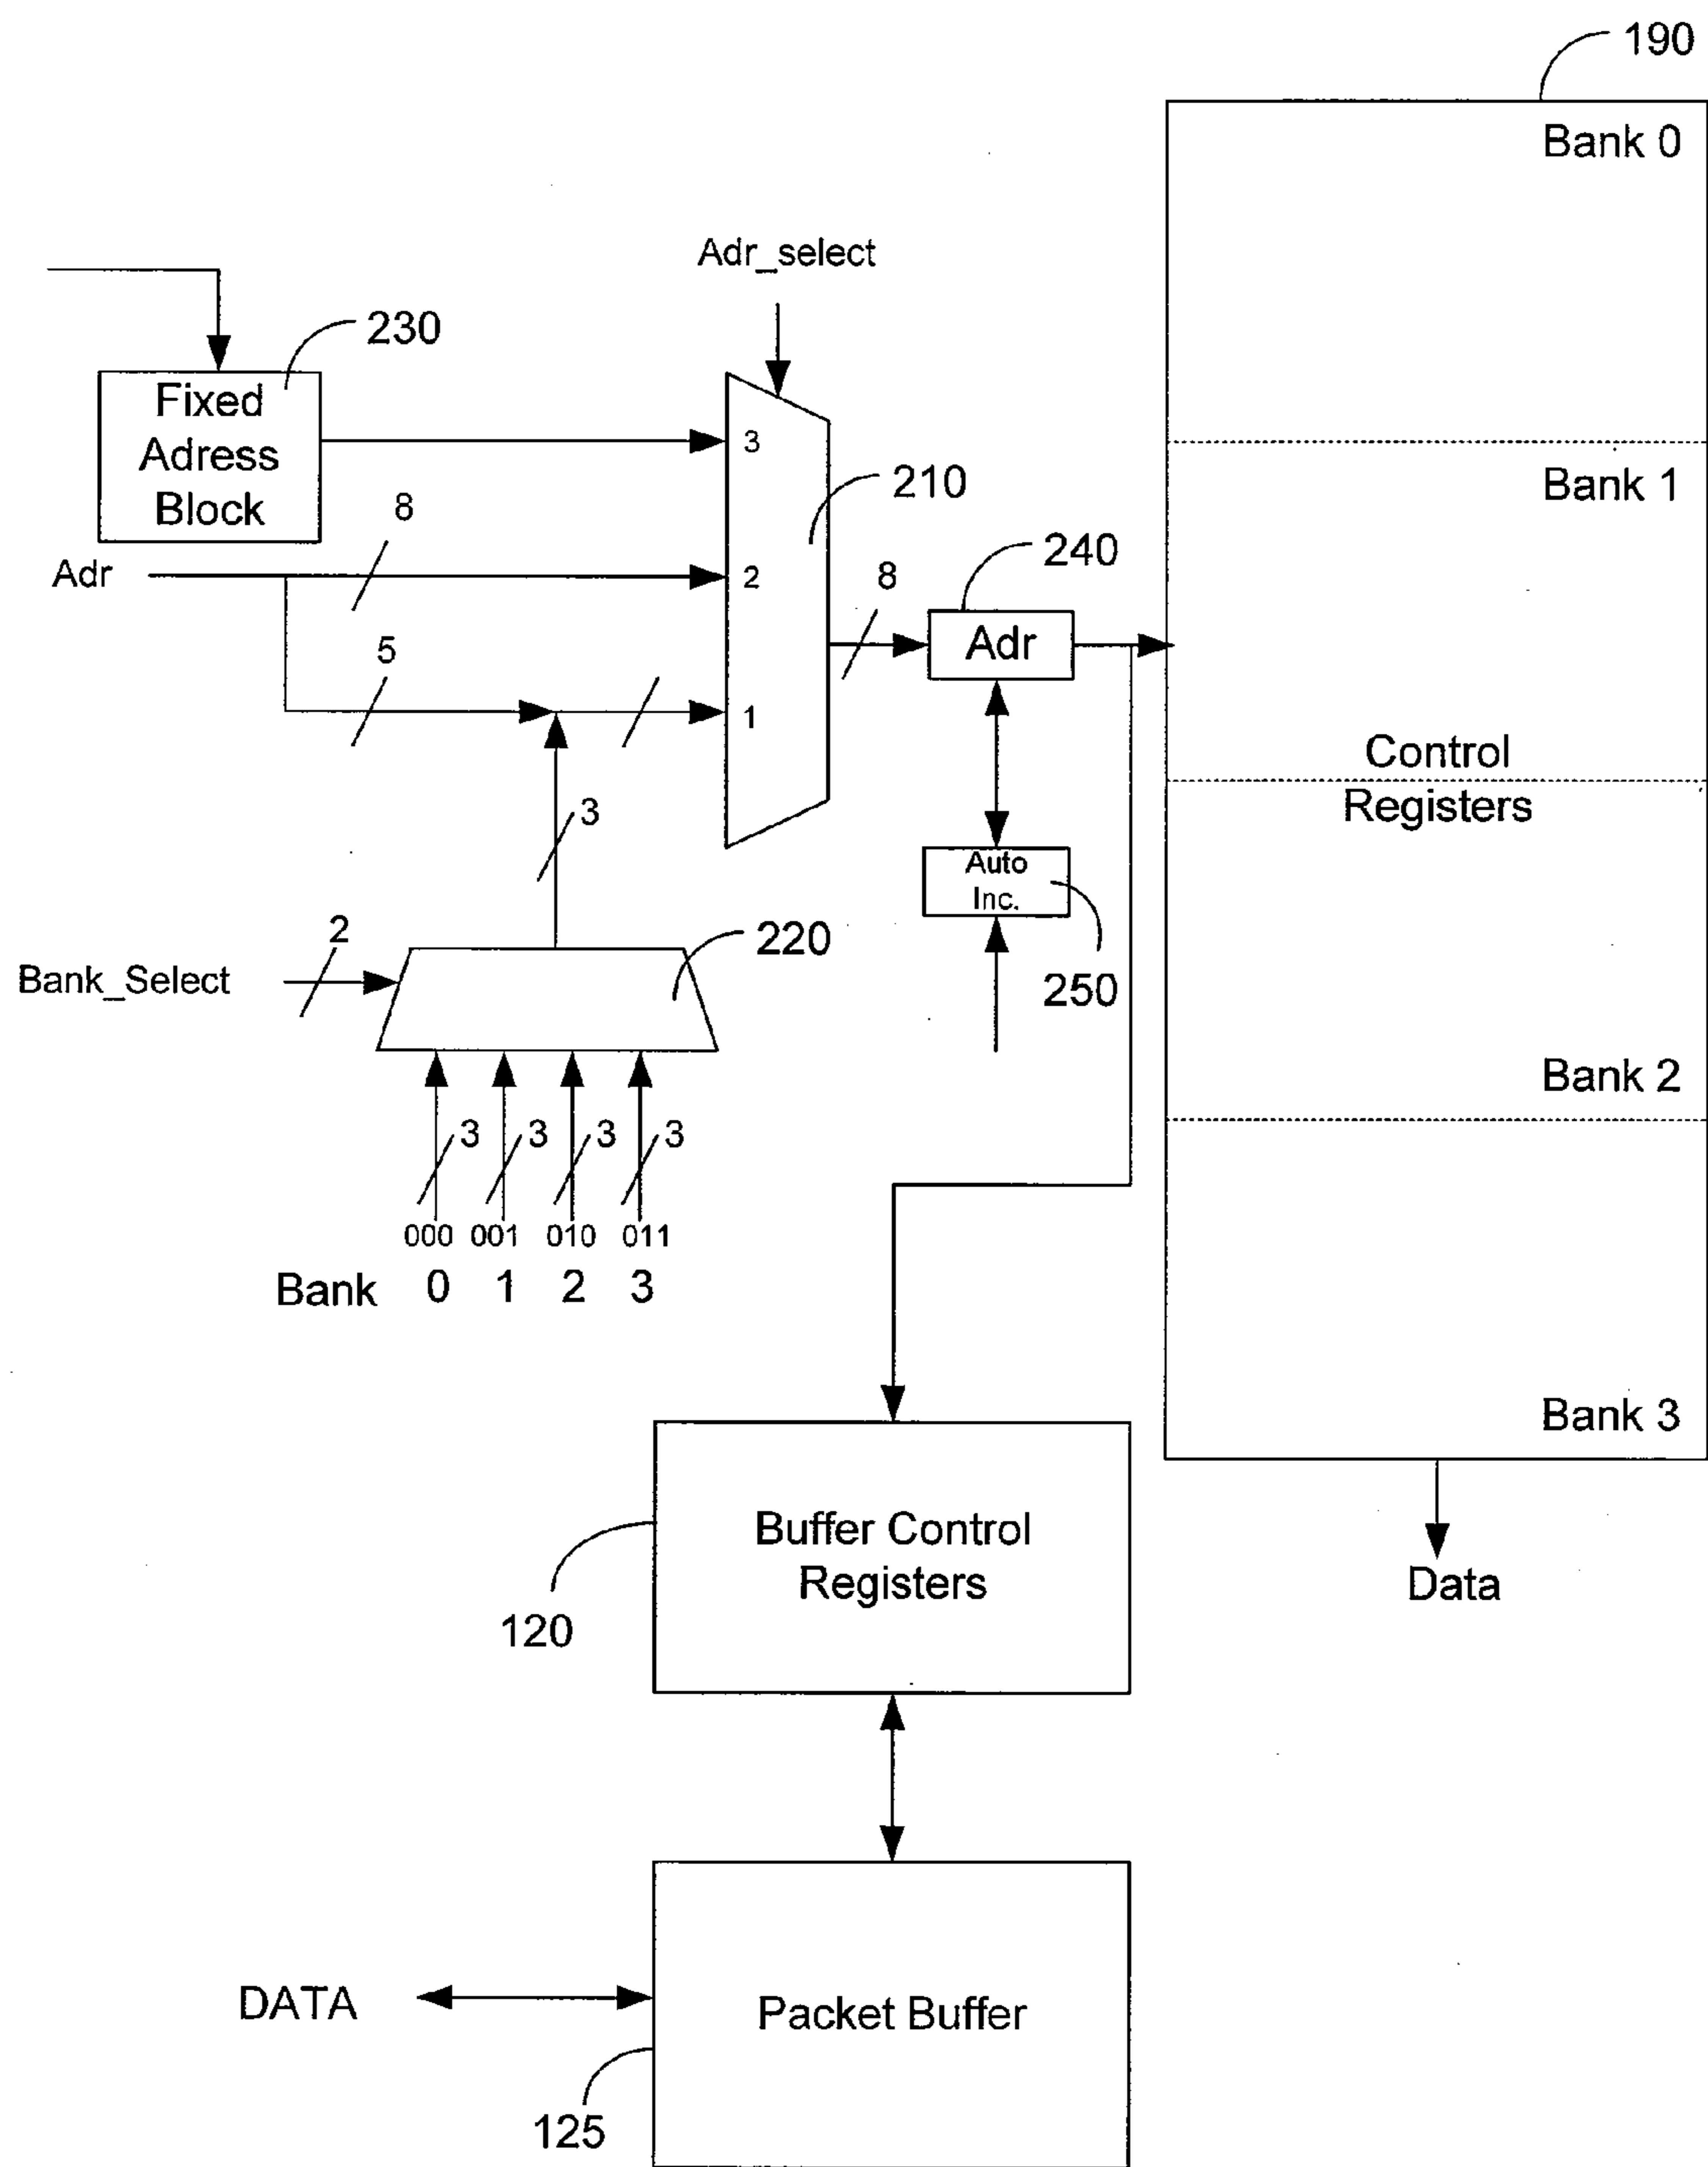 190
Bank 0
Adr_select
230
Fixed
Adress
Block
3
210
Bank 1
8
Adr
2
240
8
Adr
5
1
Control
Registers
3
Auto
Inc.
2
220
Bank_Select
250
Bank 2
3 3 3 3
000 001 010 011
Bank 0 1 2 3
Bank 3
Buffer Control
Registers
Data
120
DATA
Packet Buffer
125